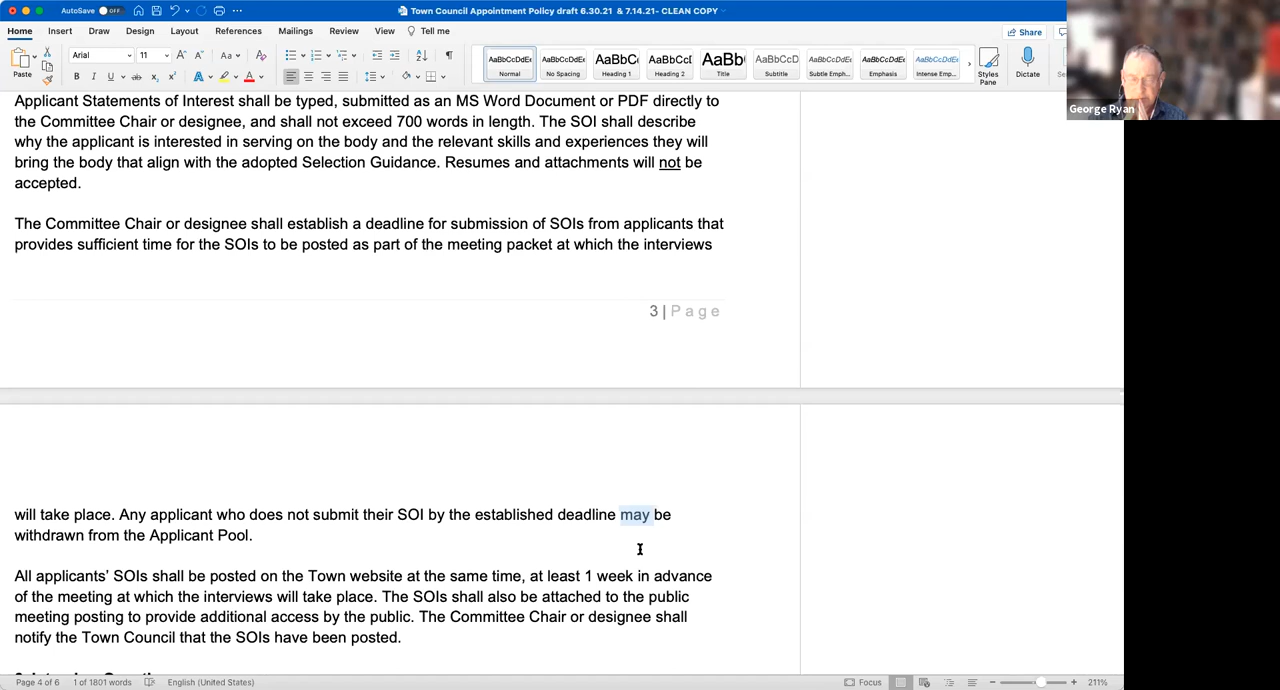 AutoSave OFF
Town Council Appointment Policy draft 6.30.21 & 7.14.21- CLEAN COPY
Home Insert Draw Design Layout References Mailings Review View Tell me
Share
Paste
Arial 11
AaBbCcDdEe AaBbCcDdEe AaBbC AaBbCcD AaBb AaBbCcD AaBbCcDdEe AaBbCcDdEe AaBbCcDdEe
Normal No Spacing Heading 1 Heading 2 Title Subtitle Subtle Emph... Emphasis Intense Emp...
Styles
Pane
Dictate
George Ryan
Applicant Statements of Interest shall be typed, submitted as an MS Word Document or PDF directly to
the Committee Chair or designee, and shall not exceed 700 words in length. The SOI shall describe
why the applicant is interested in serving on the body and the relevant skills and experiences they will
bring the body that align with the adopted Selection Guidance. Resumes and attachments will not be
accepted.
The Committee Chair or designee shall establish a deadline for submission of SOIs from applicants that
provides sufficient time for the SOIs to be posted as part of the meeting packet at which the interviews
3 | Page
will take place. Any applicant who does not submit their SOI by the established deadline may be
withdrawn from the Applicant Pool.
All applicants' SOIs shall be posted on the Town website at the same time, at least 1 week in advance
of the meeting at which the interviews will take place. The SOIs shall also be attached to the public
meeting posting to provide additional access by the public. The Committee Chair or designee shall
notify the Town Council that the SOIs have been posted.
Page 4 of 6 1 of 1801 words English (United States) Focus 211%